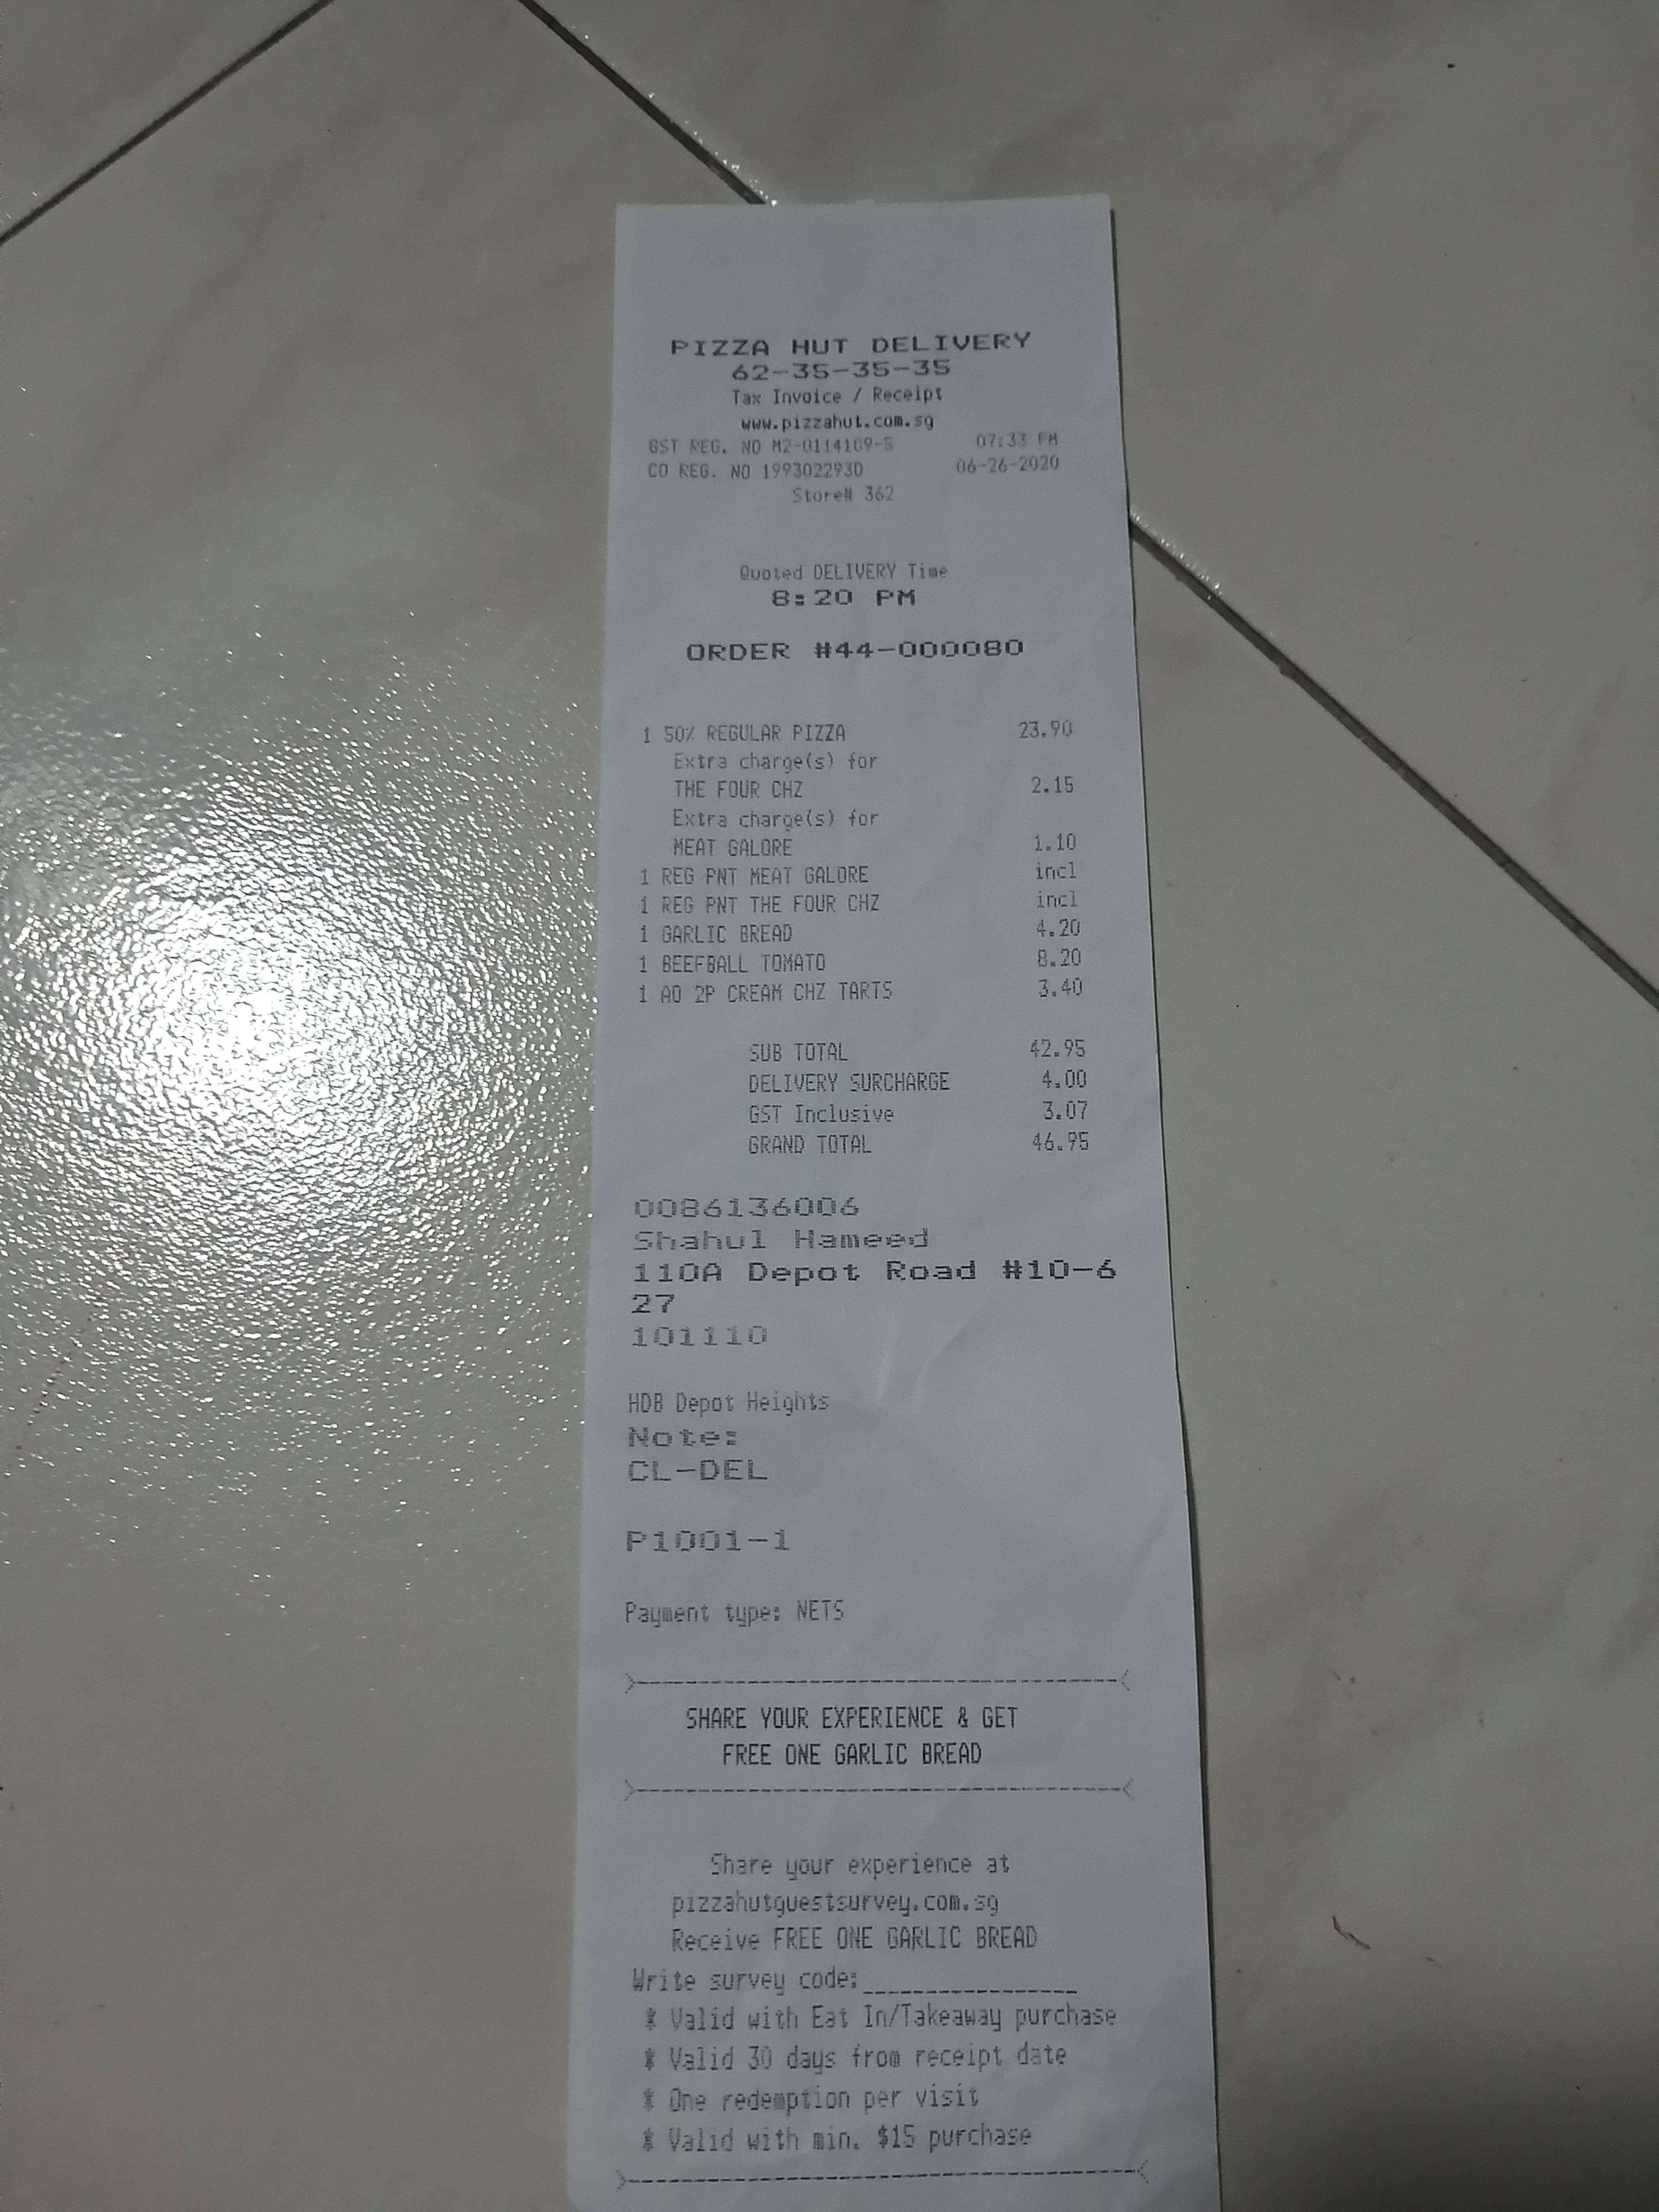 PIZZA HUT DELIVERY
62-35-35-35
Tax Invoice / Receipt
www.pizzahut.com.sg
GST REG. NO M2-0114109-5 07:33 PM
CO REG. NO 199302293D 06-26-2020
Store# 362
Quoted DELIVERY Time
8:20 PM
ORDER #44-000080
1 50% REGULAR PIZZA 23.90
Extra charge(s) for
THE FOUR CHZ 2.15
Extra charge(s) for
MEAT GALORE 1.10
1 REG PNT MEAT GALORE incl
1 REG PNT THE FOUR CHZ incl
1 GARLIC BREAD 4.20
1 BEEFBALL TOMATO 8.20
1 AO 2P CREAM CHZ TARTS 3.40
SUB TOTAL 42.95
DELIVERY SURCHARGE 4.00
GST Inclusive 3.07
GRAND TOTAL 46.95
0086136006
Shahul Hameed
110A Depot Road #10-6
27
101110
HDB Depot Heights
Note:
CL-DEL
P1001-1
Payment type: NETS
SHARE YOUR EXPERIENCE & GET
FREE ONE GARLIC BREAD
Share your experience at
pizzahutguestsurvey.com.sg
Receive FREE ONE GARLIC BREAD
Write survey code:________________
* Valid with Eat In/Takeaway purchase
* Valid 30 days from receipt date
* One redemption per visit
* Valid with min. $15 purchase